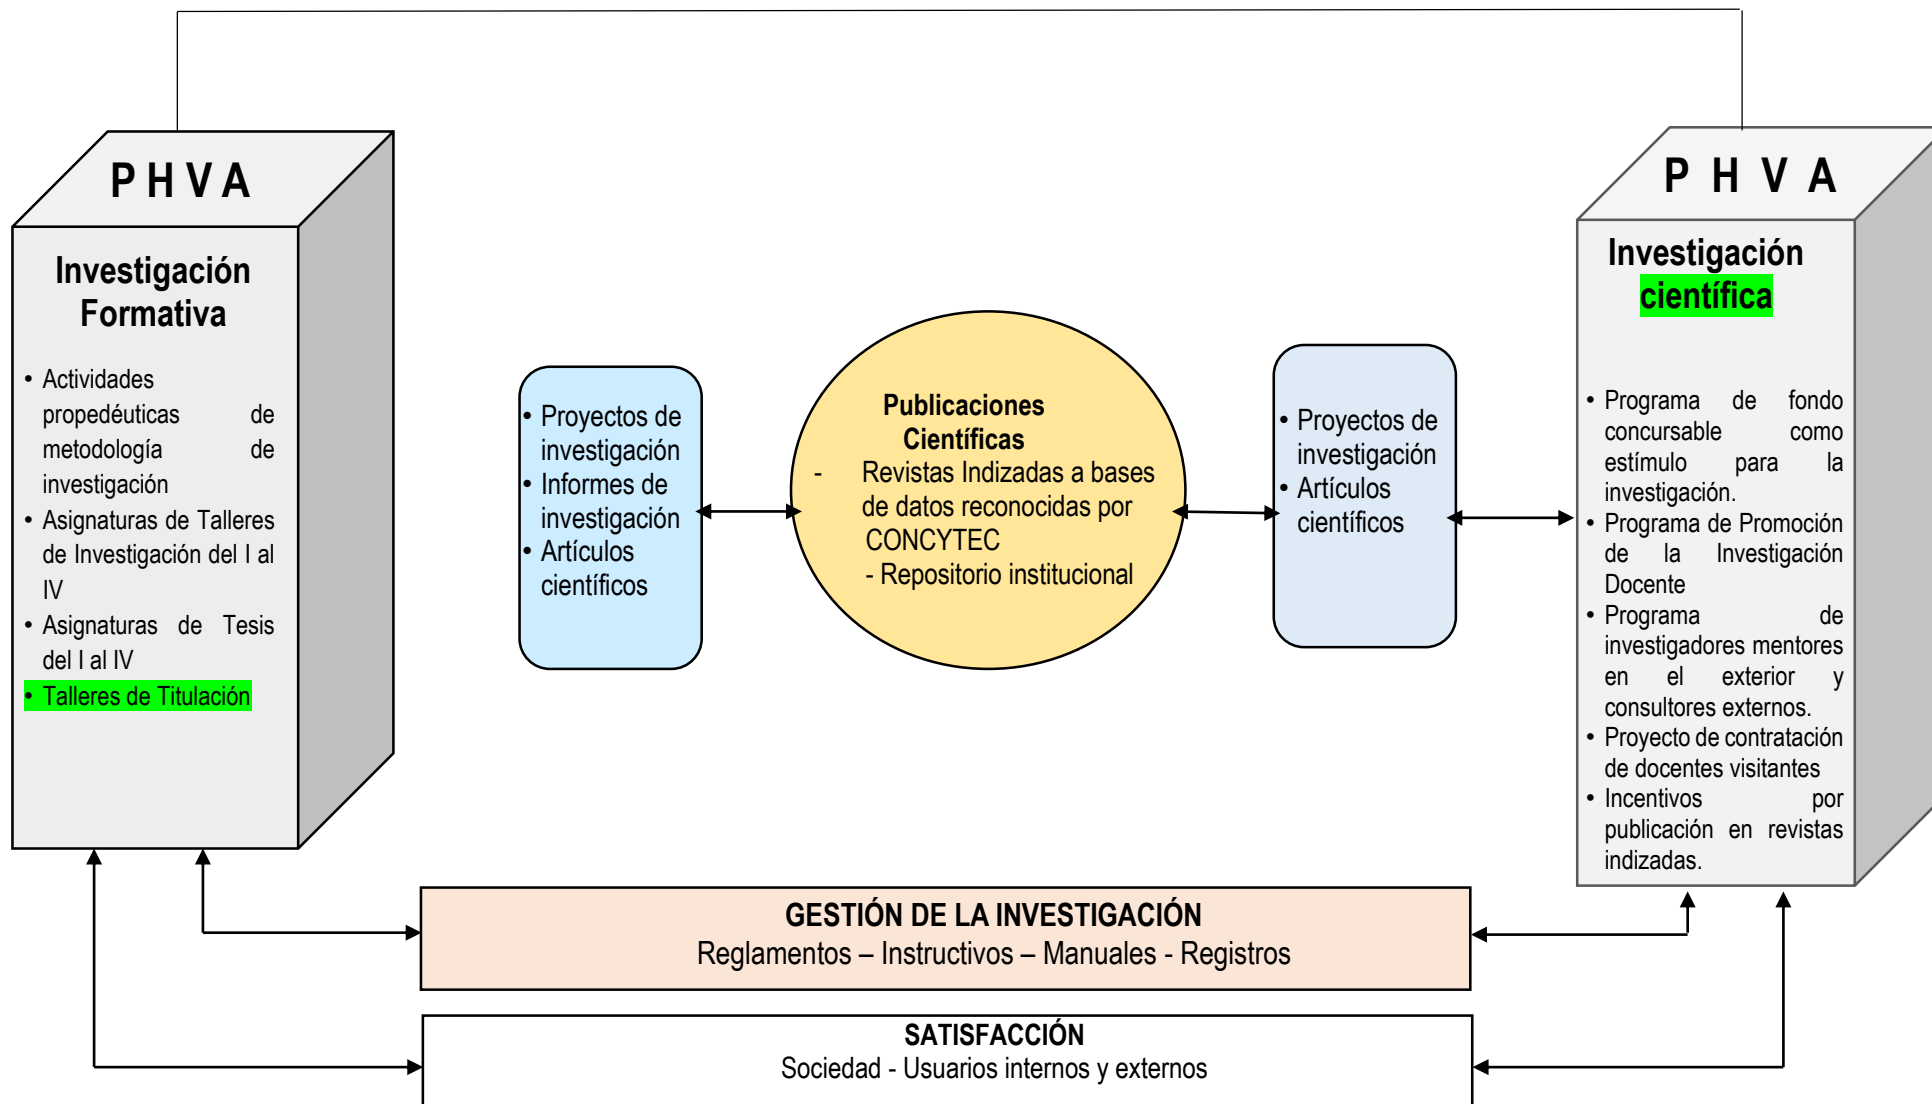 P H V A
Investigación
Formativa
• Actividades
propedéuticas de
metodología de
investigación
• Asignaturas de Talleres
de Investigación del I al
IV
• Asignaturas de Tesis
del I al IV
• Talleres de Titulación
• Proyectos de
investigación
• Informes de
investigación
• Artículos
científicos
Publicaciones
Científicas
- Revistas Indizadas a bases
de datos reconocidas por
CONCYTEC
- Repositorio institucional
• Proyectos de
investigación
• Artículos
científicos
P H V A
Investigación
científica
• Programa de fondo
concursable como
estímulo para la
investigación.
• Programa de Promoción
de la Investigación
Docente
• Programa de
investigadores mentores
en el exterior y
consultores externos.
• Proyecto de contratación
de docentes visitantes
• Incentivos por
publicación en revistas
indizadas.
GESTIÓN DE LA INVESTIGACIÓN
Reglamentos – Instructivos – Manuales - Registros
SATISFACCIÓN
Sociedad - Usuarios internos y externos